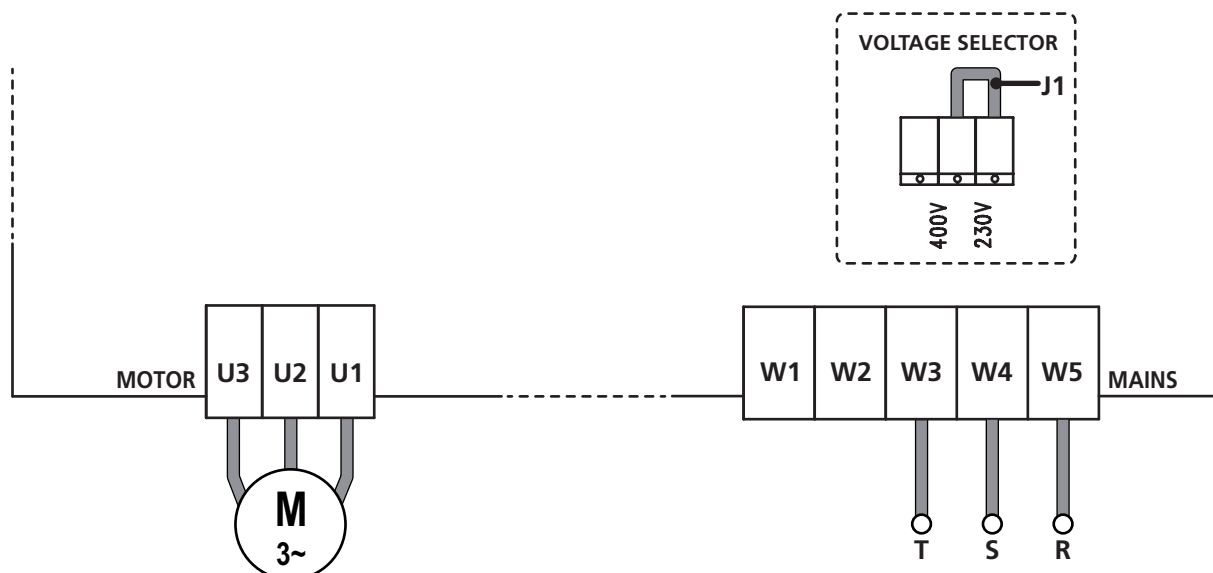 VOLTAGE SELECTOR
J1
400V
230V
MOTOR U3 U2 U1
W1 W2 W3 W4 W5 MAINS
M
3~
T S R